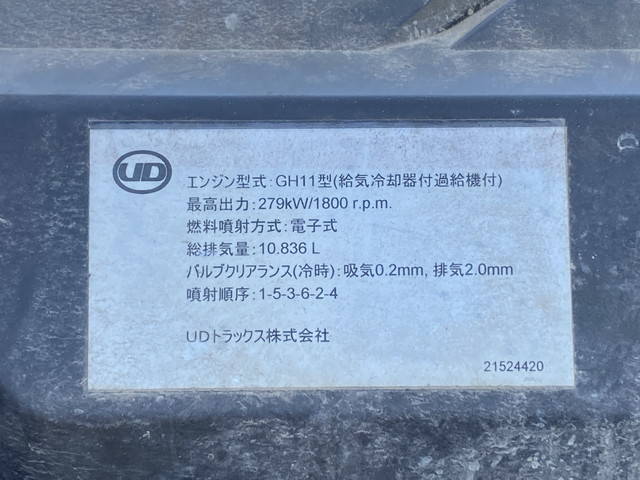 UD
エンジン型式:GH11型(給気冷却器付過給機付)
最高出力:279kW/1800 r.p.m.
燃料噴射方式:電子式
総排気量:10.836 L
バルブクリアランス(冷時):吸気0.2mm, 排気2.0mm
噴射順序:1-5-3-6-2-4
UDトラックス株式会社
21524420